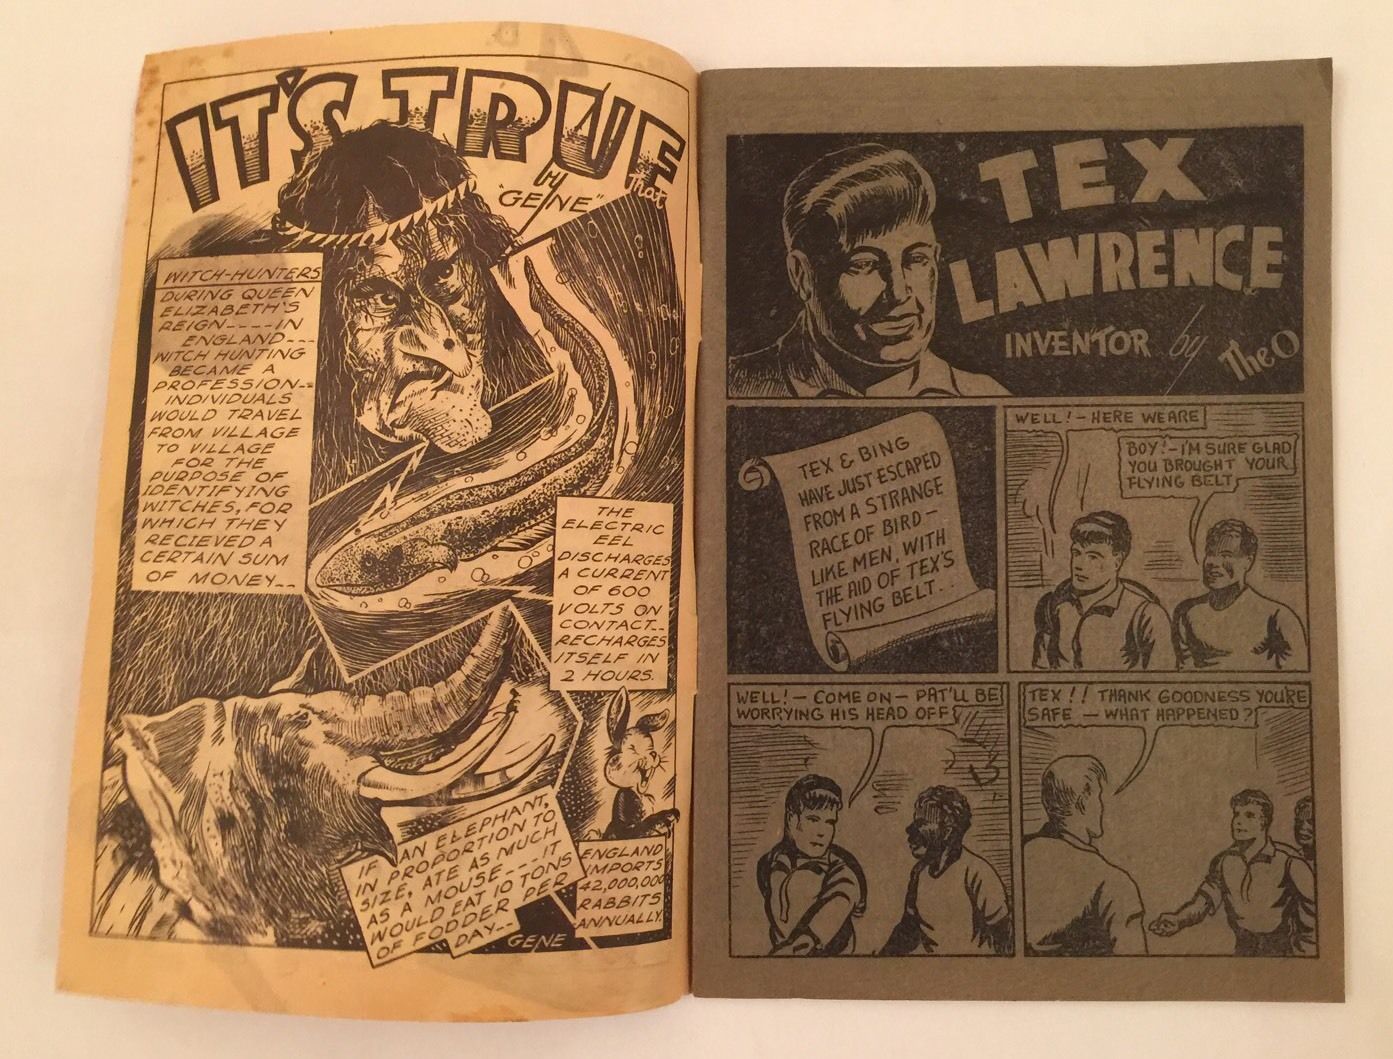 IT'S TRUE
that
by
"GENE"
WITCH-HUNTERS
DURING QUEEN
ELIZABETH'S
REIGN----IN
ENGLAND---
WITCH HUNTING
BECAME A
PROFESSION--
INDIVIDUALS
WOULD TRAVEL
FROM VILLAGE
TO VILLAGE
FOR THE
PURPOSE OF
IDENTIFYING
WITCHES, FOR
WHICH THEY
RECIEVED A
CERTAIN SUM
OF MONEY--
THE
ELECTRIC
EEL
DISCHARGES
A CURRENT
OF 600
VOLTS ON
CONTACT--
RECHARGES
ITSELF IN
2 HOURS.
IF AN ELEPHANT,
IN PROPORTION TO
SIZE, ATE AS MUCH
AS A MOUSE----IT
WOULD EAT 10 TONS
OF FODDER PER
DAY--
GENE
ENGLAND
IMPORTS
42,000,000
RABBITS
ANNUALLY.
TEX
LAWRENCE
INVENTOR by TheO
TEX & BING
HAVE JUST ESCAPED
FROM A STRANGE
RACE OF BIRD-
LIKE MEN, WITH
THE AID OF TEX'S
FLYING BELT.
WELL!-HERE WE ARE
BOY!-I'M SURE GLAD
YOU BROUGHT YOUR
FLYING BELT
WELL!-COME ON-PAT'LL BE
WORRYING HIS HEAD OFF
TEX!! THANK GOODNESS YOU'RE
SAFE-WHAT HAPPENED?